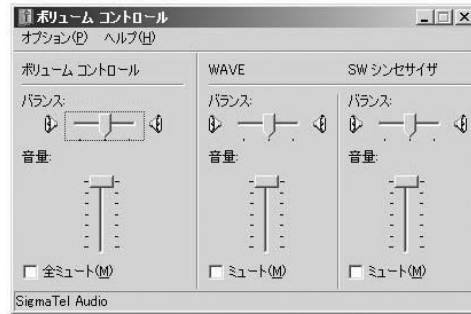 ボリューム コントロール
オプション(P) ヘルプ(H)
ボリューム コントロール WAVE SW シンセサイザ
バランス: バランス: バランス:
音量: 音量: 音量:
全ミュート(M) ミュート(M) ミュート(M)
SigmaTel Audio